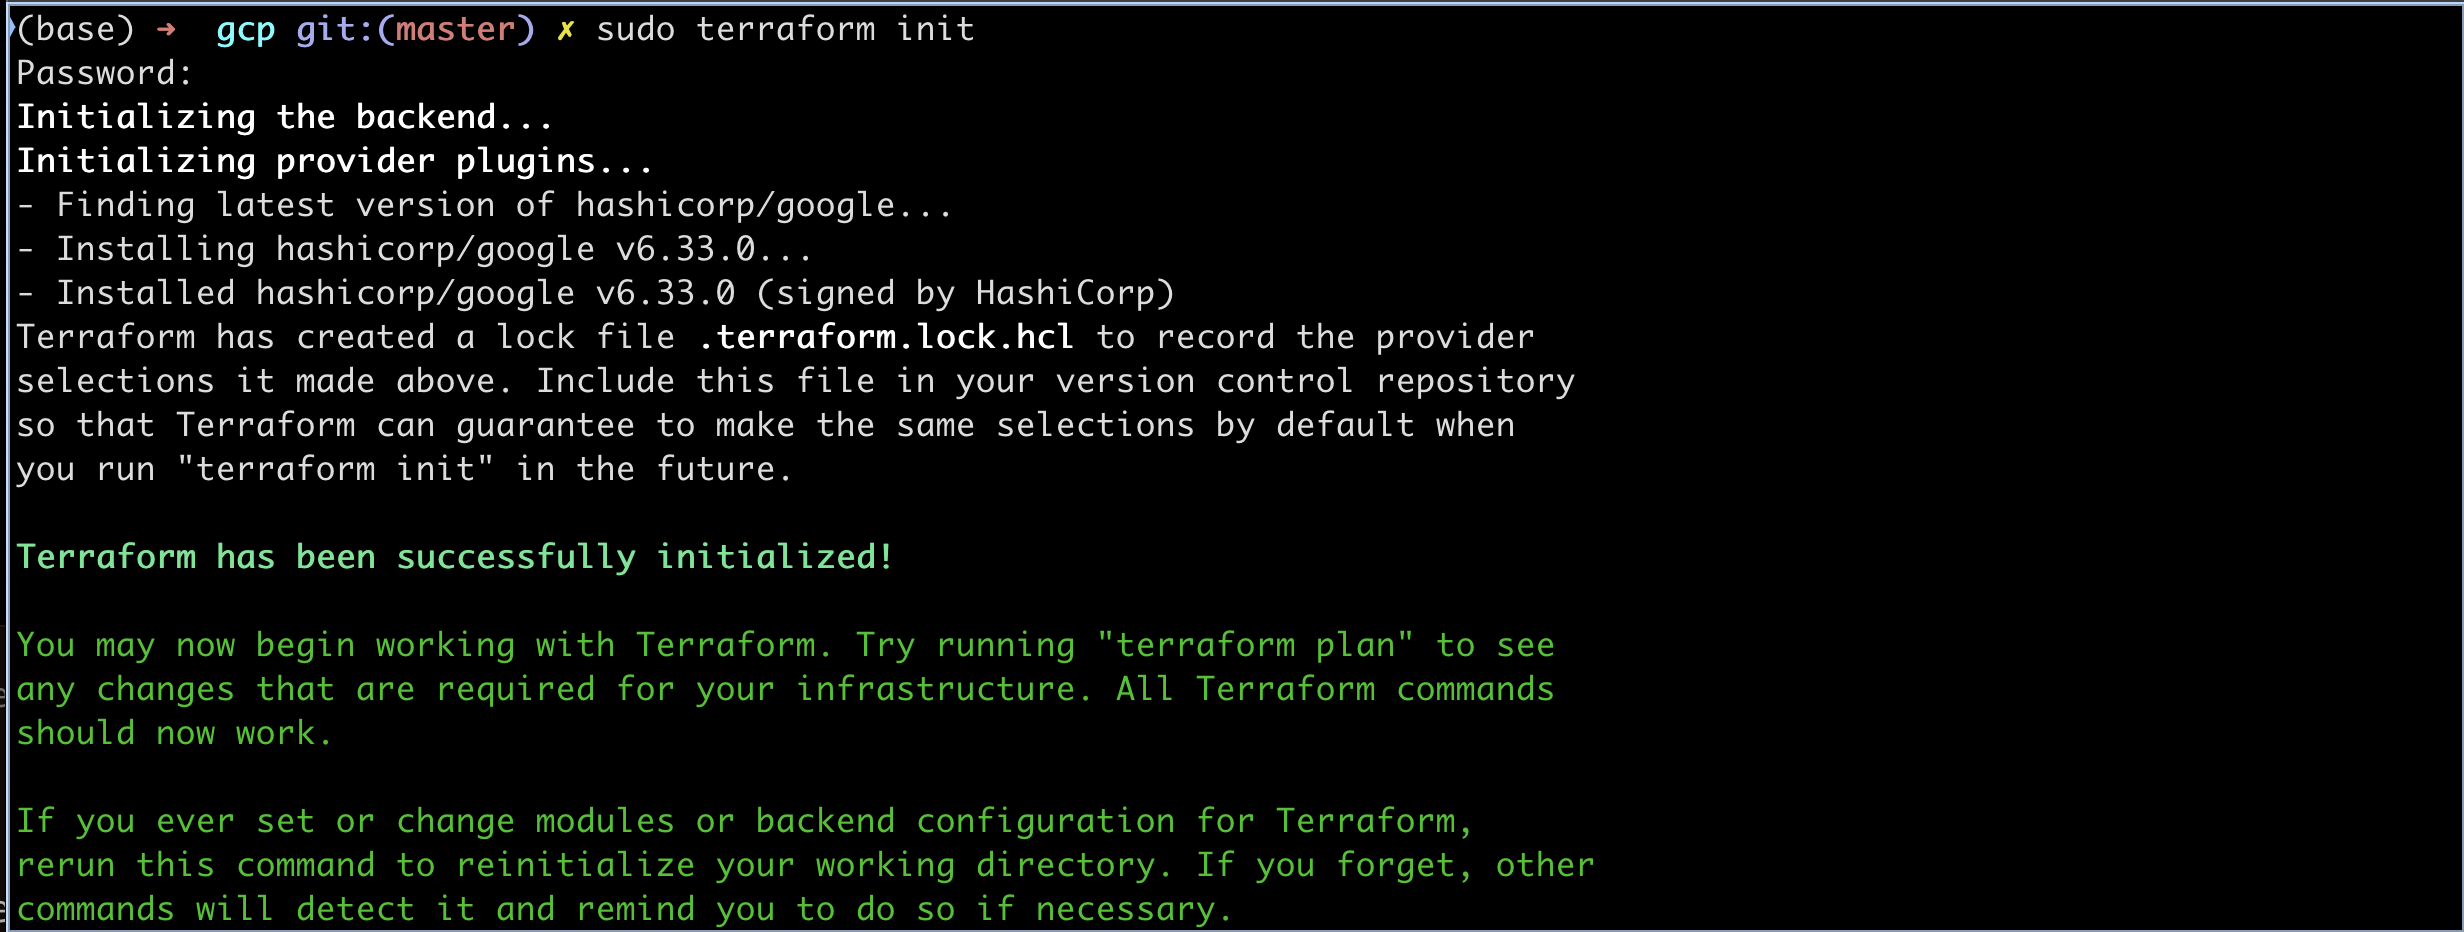 (base) ➜  gcp git:(master) ✗ sudo terraform init
Password:
Initializing the backend...
Initializing provider plugins...
- Finding latest version of hashicorp/google...
- Installing hashicorp/google v6.33.0...
- Installed hashicorp/google v6.33.0 (signed by HashiCorp)
Terraform has created a lock file .terraform.lock.hcl to record the provider
selections it made above. Include this file in your version control repository
so that Terraform can guarantee to make the same selections by default when
you run "terraform init" in the future.

Terraform has been successfully initialized!

You may now begin working with Terraform. Try running "terraform plan" to see
any changes that are required for your infrastructure. All Terraform commands
should now work.

If you ever set or change modules or backend configuration for Terraform,
rerun this command to reinitialize your working directory. If you forget, other
commands will detect it and remind you to do so if necessary.